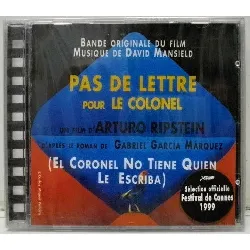 BANDE ORIGINALE DU FILM
MUSIQUE DE DAVID MANSFIELD
PAS DE LETTRE
POUR LE COLONEL
UN FILM D'ARTURO RIPSTEIN
D'APRÈS LE ROMAN DE GABRIEL GARCÍA MÁRQUEZ
(EL CORONEL NO TIENE QUIEN
LE ESCRIBA)
Sélection officielle
Festival de Cannes
1999